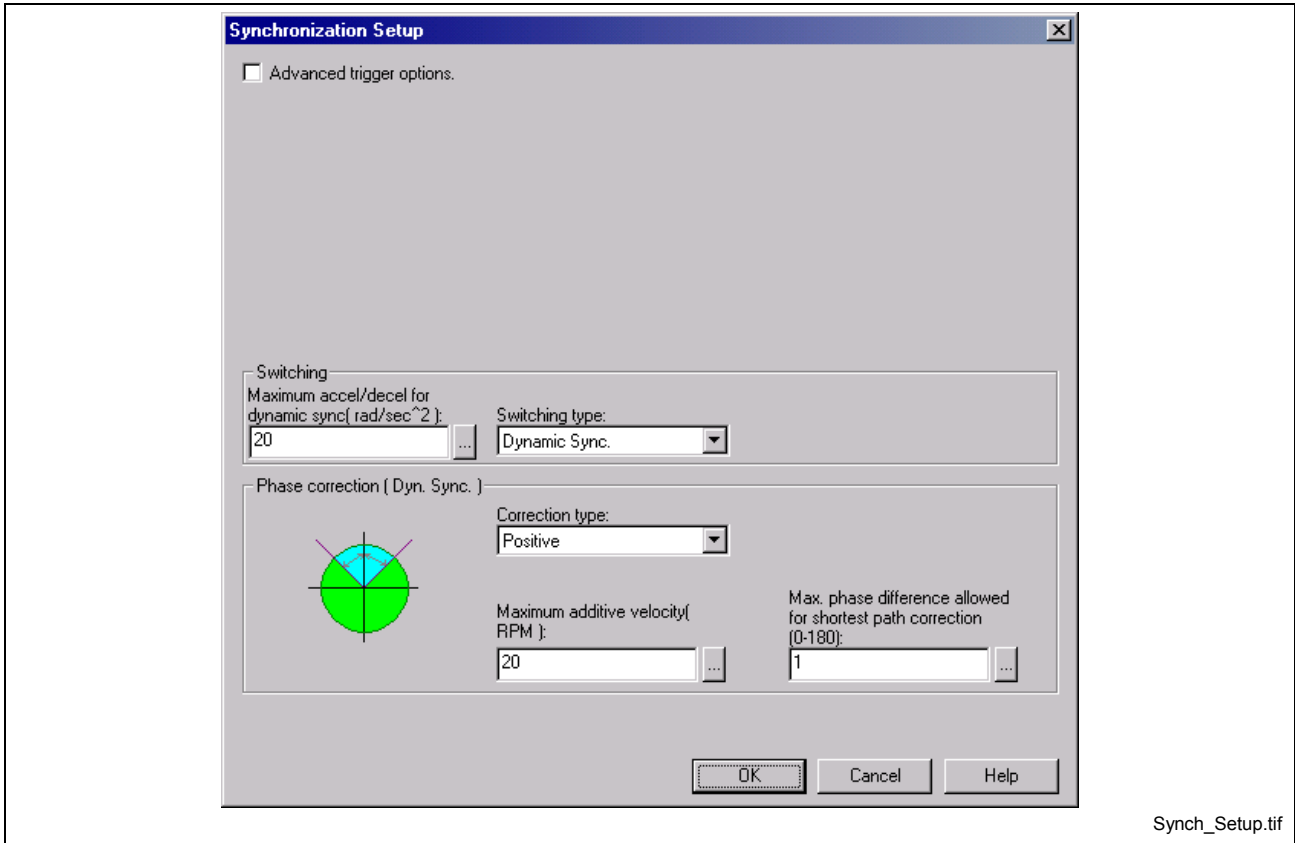 Synchronization Setup
Advanced trigger options.
Switching
Maximum accel/decel for
dynamic sync( rad/sec^2 ):
20
...
Switching type:
Dynamic Sync.
Phase correction ( Dyn. Sync. )
Correction type:
Positive
Maximum additive velocity(
RPM ):
20
...
Max. phase difference allowed
for shortest path correction
(0-180):
1
...
OK
Cancel
Help
Synch_Setup.tif